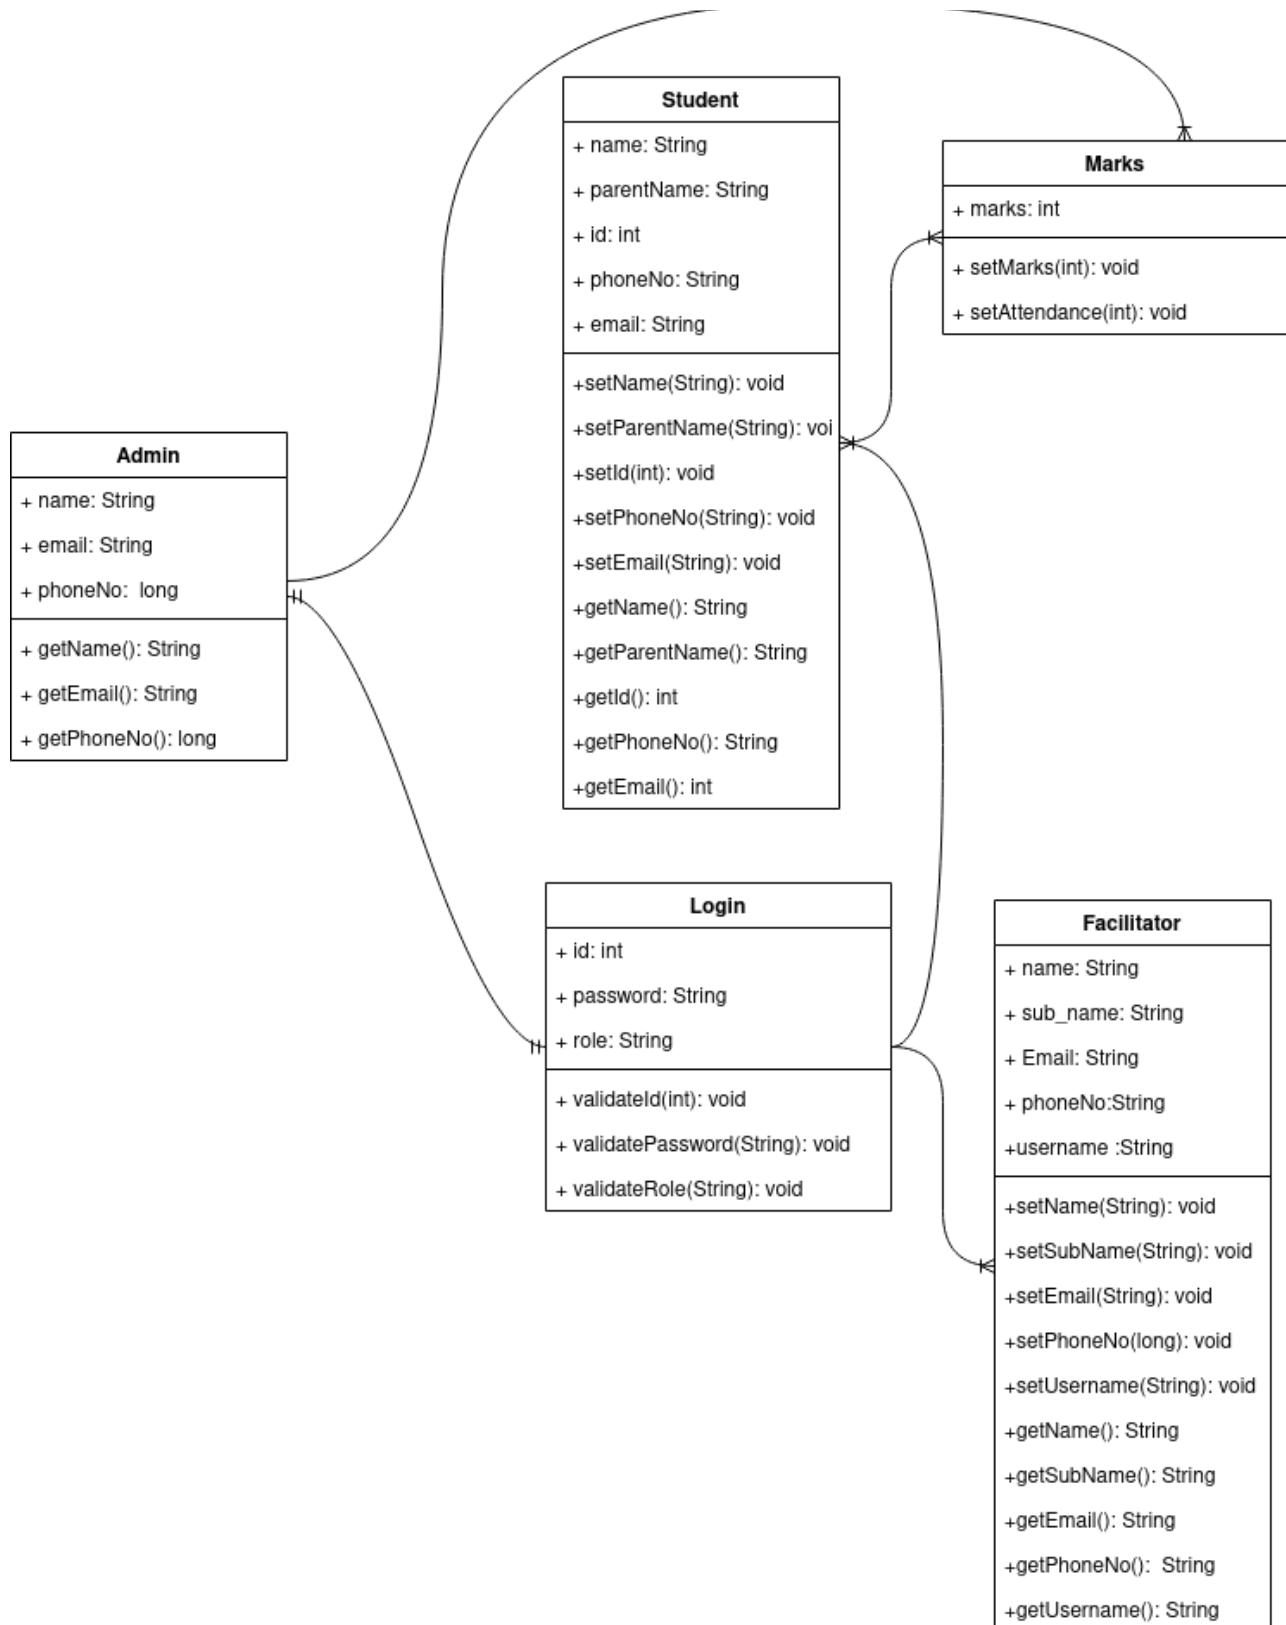 Student
+ name: String
+ parentName: String
+ id: int
+ phoneNo: String
+ email: String
+setName(String): void
+setParentName(String): voi
+setId(int): void
+setPhoneNo(String): void
+setEmail(String): void
+getName(): String
+getParentName(): String
+getId(): int
+getPhoneNo(): String
+getEmail(): int
Marks
+ marks: int
+ setMarks(int): void
+ setAttendance(int): void
Admin
+ name: String
+ email: String
+ phoneNo:  long
+ getName(): String
+ getEmail(): String
+ getPhoneNo(): long
Login
+ id: int
+ password: String
+ role: String
+ validateId(int): void
+ validatePassword(String): void
+ validateRole(String): void
Facilitator
+ name: String
+ sub_name: String
+ Email: String
+ phoneNo:String
+username :String
+setName(String): void
+setSubName(String): void
+setEmail(String): void
+setPhoneNo(long): void
+setUsername(String): void
+getName(): String
+getSubName(): String
+getEmail(): String
+getPhoneNo():  String
+getUsername(): String